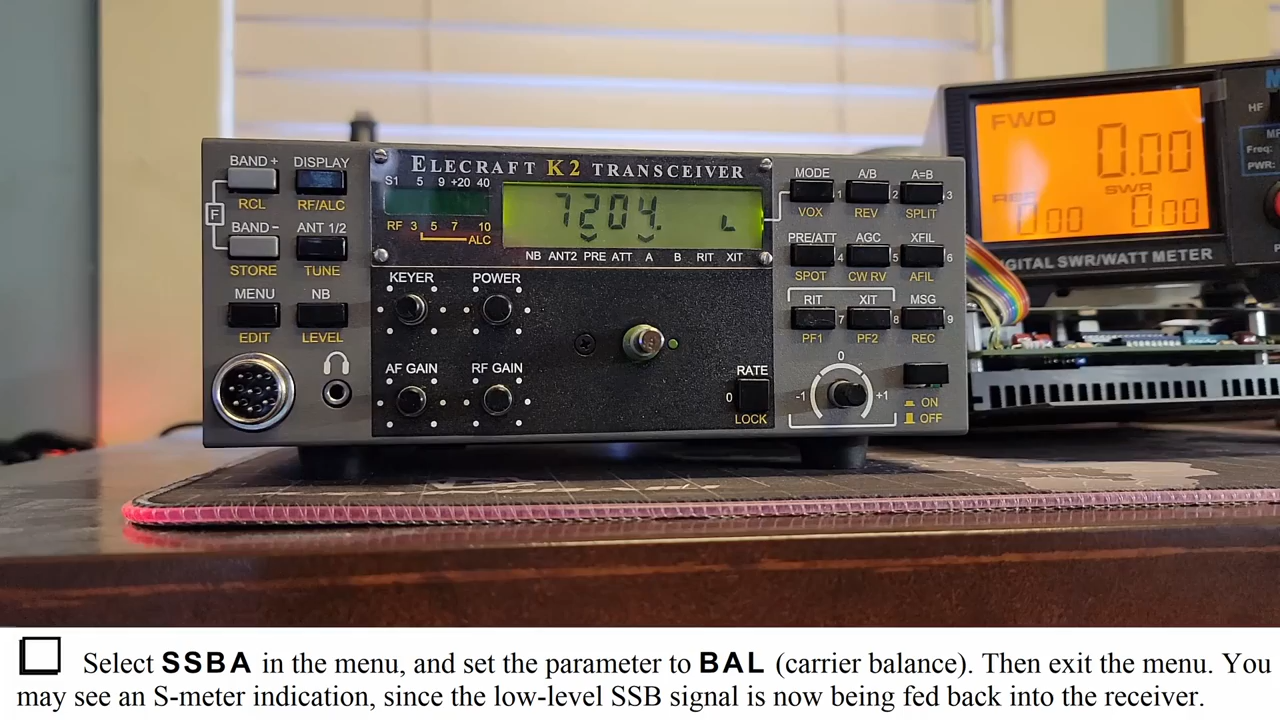 ELECRAFT K2 TRANSCEIVER
BAND +
DISPLAY
S1 5 9 +20 40
RCL
RF/ALC
F
RF 3 5 7 10
ALC
BAND -
ANT 1/2
STORE
TUNE
7204. L
NB ANT2 PRE ATT A B RIT XIT
MENU
NB
EDIT
LEVEL
KEYER
POWER
AF GAIN
RF GAIN
RATE
0
LOCK
MODE
A/B
A=B
1
2
3
VOX
REV
SPLIT
PRE/ATT
AGC
XFIL
4
5
6
SPOT
CW RV
AFIL
RIT
XIT
MSG
7
8
9
PF1
PF2
REC
0
-1
+1
ON
OFF
FWD
0.00
SWR
0.00
0.00
DIGITAL SWR/WATT METER
HF
Freq:
PWR:
Select SSBA in the menu, and set the parameter to BAL (carrier balance). Then exit the menu. You
may see an S-meter indication, since the low-level SSB signal is now being fed back into the receiver.